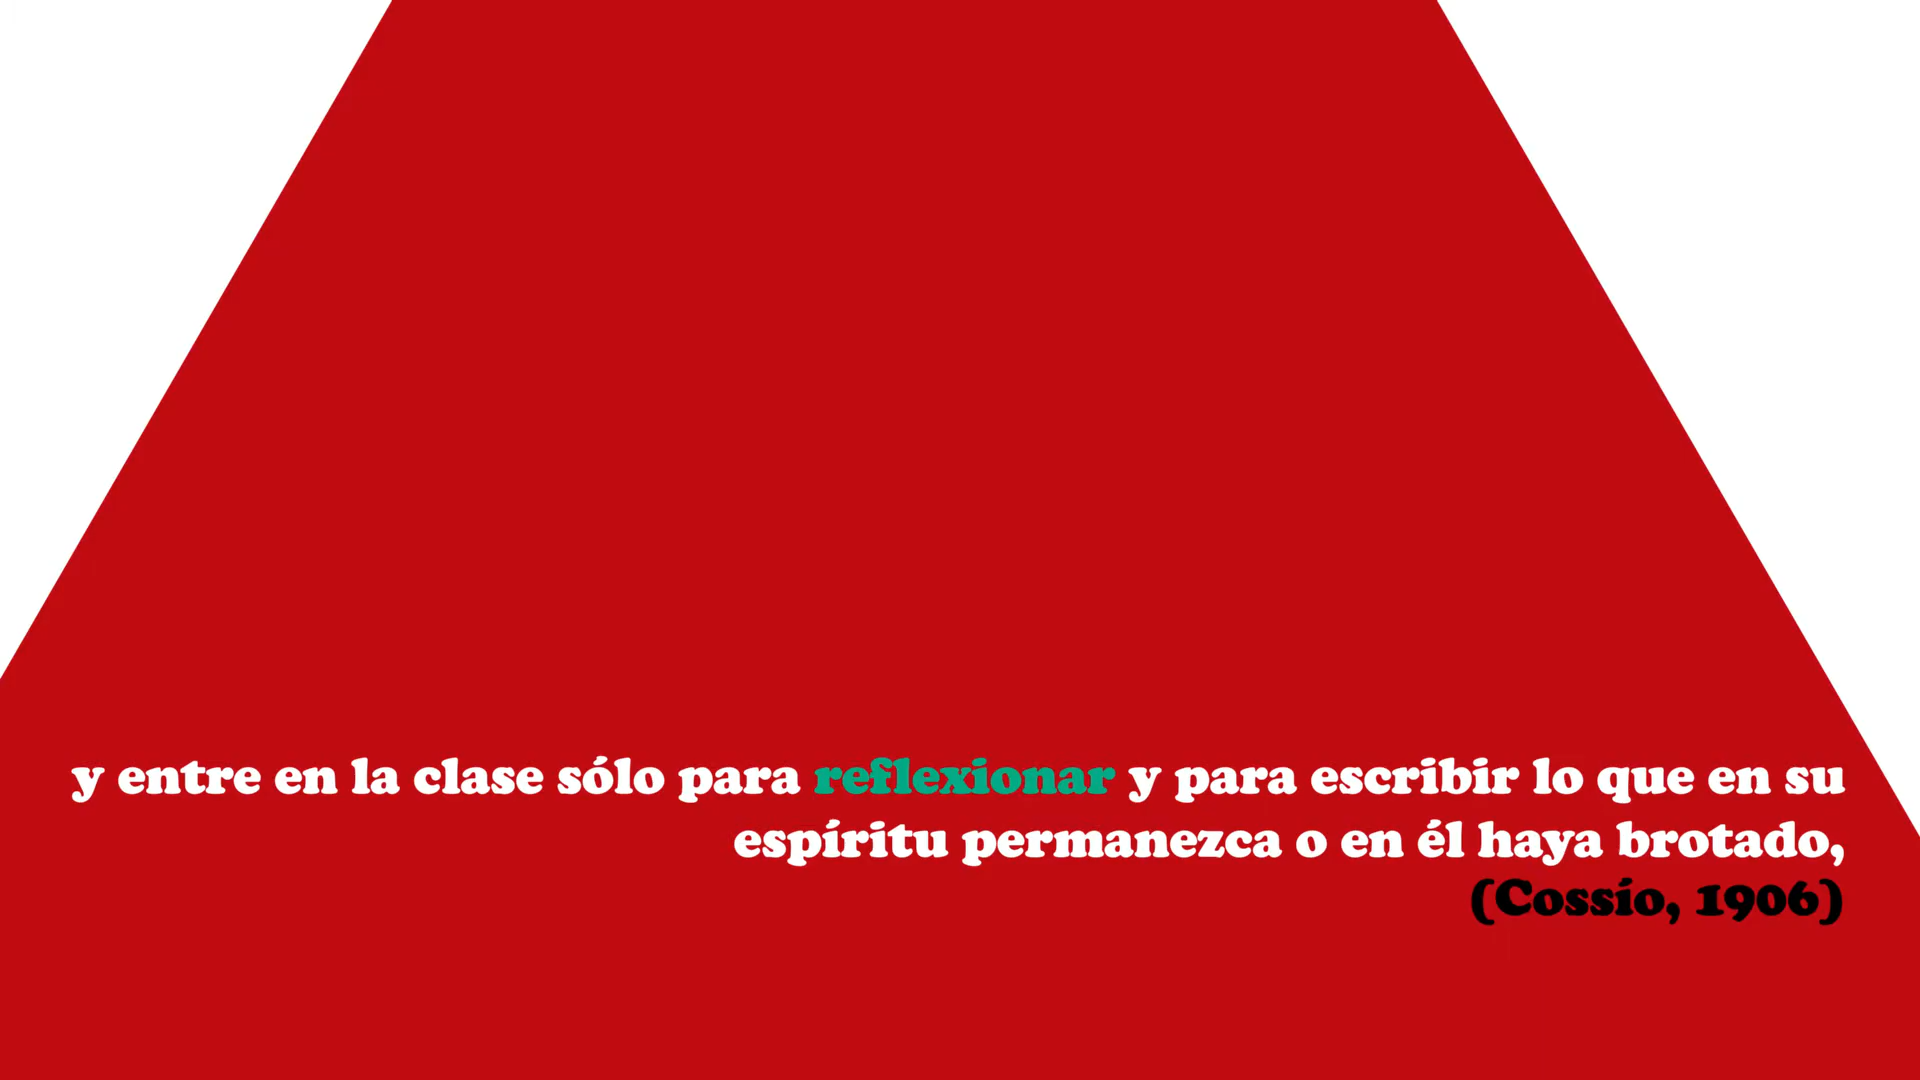 y entre en la clase sólo para reflexionar y para escribir lo que en su
espíritu permanezca o en él haya brotado,
(Cossío, 1906)